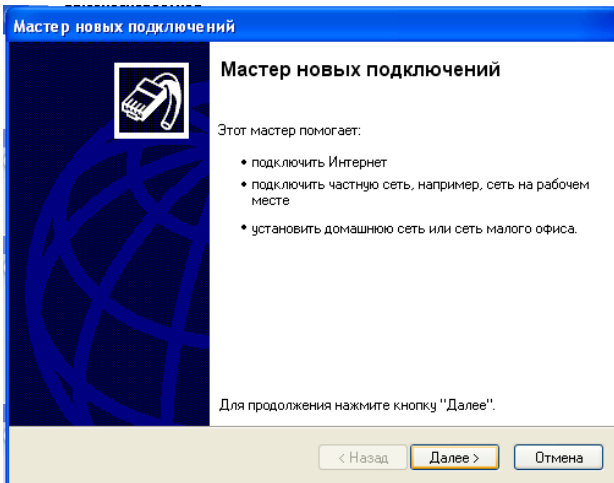 Мастер новых подключений
Мастер новых подключений
Этот мастер помогает:
• подключить Интернет
• подключить частную сеть, например, сеть на рабочем
месте
• установить домашнюю сеть или сеть малого офиса.
Для продолжения нажмите кнопку "Далее".
< Назад
Далее >
Отмена